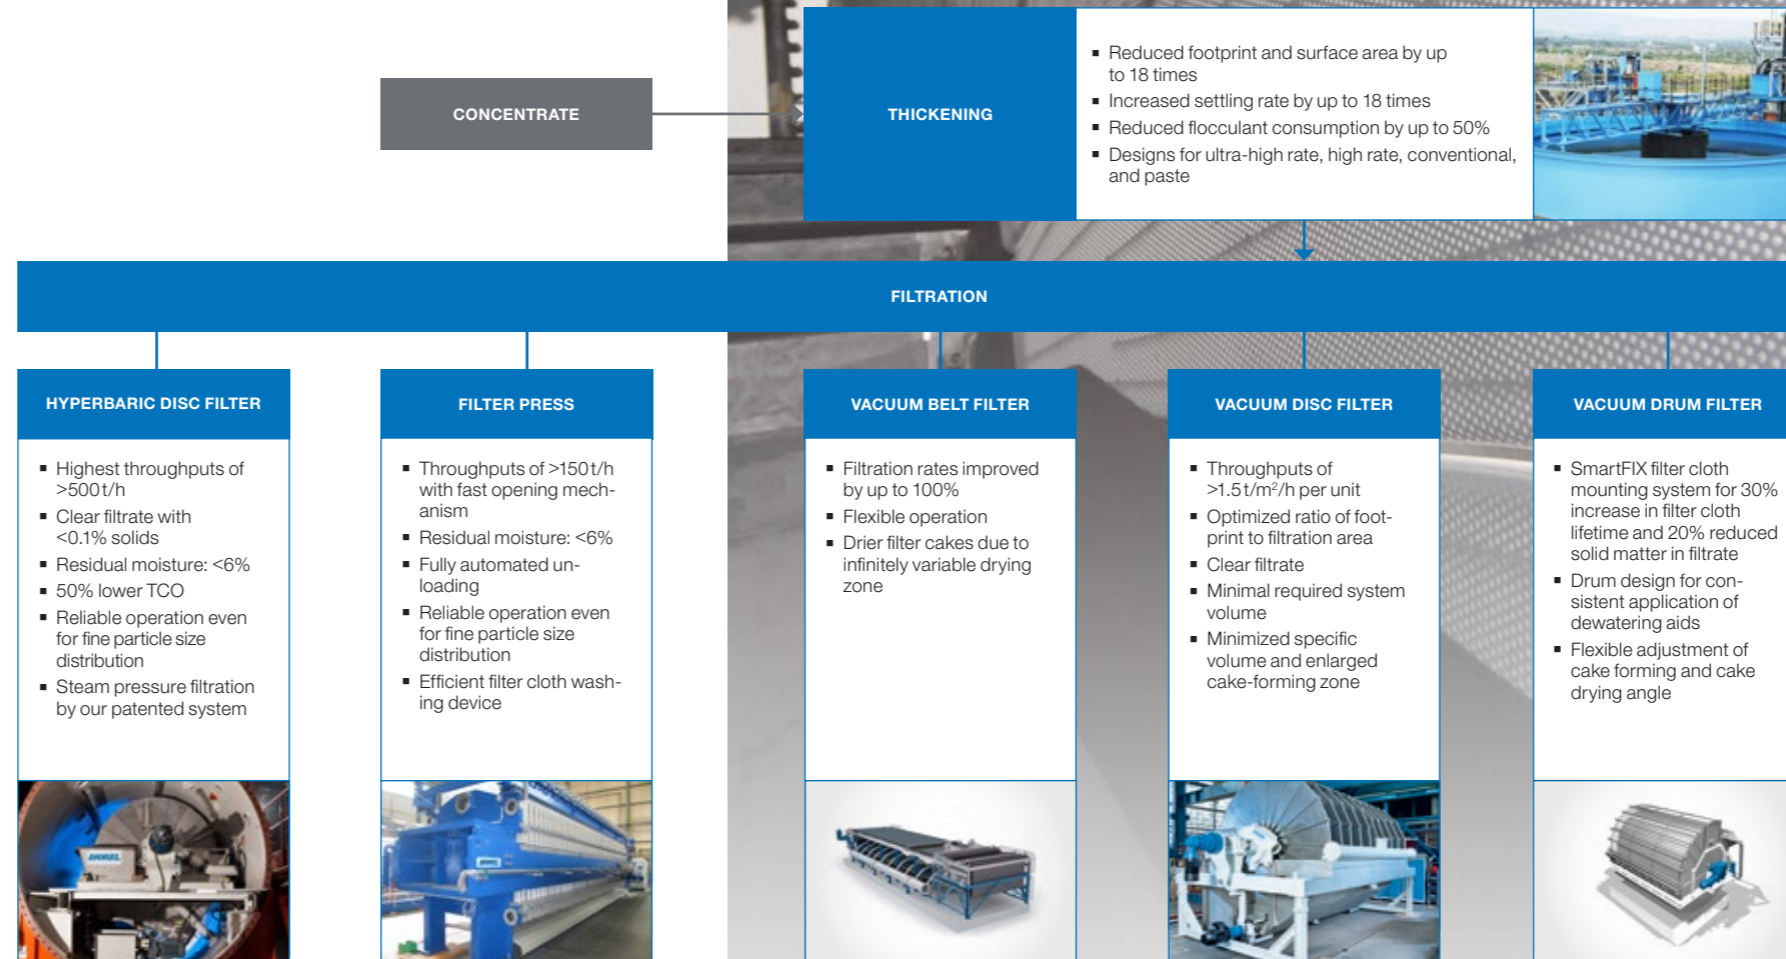 CONCENTRATE
THICKENING
▪ Reduced footprint and surface area by up
to 18 times
▪ Increased settling rate by up to 18 times
▪ Reduced flocculant consumption by up to 50%
▪ Designs for ultra-high rate, high rate, conventional,
and paste
FILTRATION
HYPERBARIC DISC FILTER
▪ Highest throughputs of
>500 t/h
▪ Clear filtrate with
<0.1% solids
▪ Residual moisture: <6%
▪ 50% lower TCO
▪ Reliable operation even
for fine particle size
distribution
▪ Steam pressure filtration
by our patented system
FILTER PRESS
▪ Throughputs of >150 t/h
with fast opening mech-
anism
▪ Residual moisture: <6%
▪ Fully automated un-
loading
▪ Reliable operation even
for fine particle size
distribution
▪ Efficient filter cloth wash-
ing device
VACUUM BELT FILTER
▪ Filtration rates improved
by up to 100%
▪ Flexible operation
▪ Drier filter cakes due to
infinitely variable drying
zone
VACUUM DISC FILTER
▪ Throughputs of
>1.5 t/m²/h per unit
▪ Optimized ratio of foot-
print to filtration area
▪ Clear filtrate
▪ Minimal required system
volume
▪ Minimized specific
volume and enlarged
cake-forming zone
VACUUM DRUM FILTER
▪ SmartFIX filter cloth
mounting system for 30%
increase in filter cloth
lifetime and 20% reduced
solid matter in filtrate
▪ Drum design for con-
sistent application of
dewatering aids
▪ Flexible adjustment of
cake forming and cake
drying angle
ANDRITZ